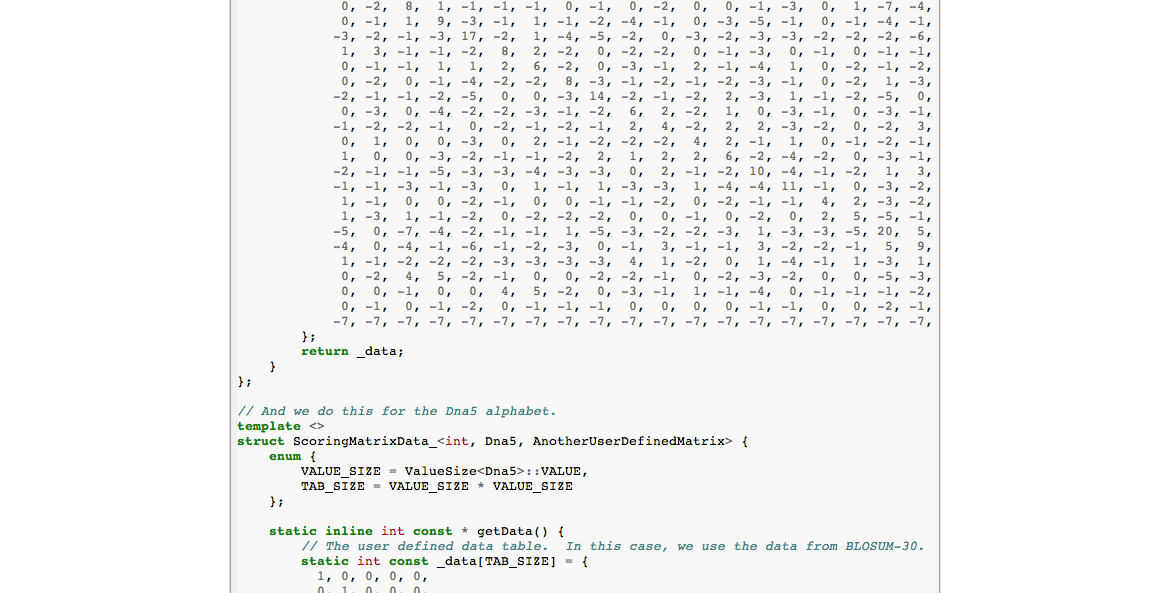 0, -2,  8,  1, -1, -1, -1,  0, -1,  0, -2,  0,  0, -1, -3,  0,  1, -7, -4,
0, -1,  1,  9, -3, -1,  1, -1, -2, -4, -1,  0, -3, -5, -1,  0, -1, -4, -1,
-3, -2, -1, -3, 17, -2,  1, -4, -5, -2,  0, -3, -2, -3, -3, -2, -2, -2, -6,
1,  3, -1, -1, -2,  8,  2, -2,  0, -2, -2,  0, -1, -3,  0, -1,  0, -1, -1,
0, -1, -1,  1,  1,  2,  6, -2,  0, -3, -1,  2, -1, -4,  1,  0, -2, -1, -2,
0, -2,  0, -1, -4, -2, -2,  8, -3, -1, -2, -1, -2, -3, -1,  0, -2,  1, -3,
-2, -1, -1, -2, -5,  0,  0, -3, 14, -2, -1, -2,  2, -3,  1, -1, -2, -5,  0,
0, -3,  0, -4, -2, -2, -3, -1, -2,  6,  2, -2,  1,  0, -3, -1,  0, -3, -1,
-1, -2, -2, -1,  0, -2, -1, -2, -1,  2,  4, -2,  2,  2, -3, -2,  0, -2,  3,
0,  1,  0,  0, -3,  0,  2, -1, -2, -2, -2,  4,  2, -1,  1,  0, -1, -2, -1,
1,  0,  0, -3, -2, -1, -1, -2,  2,  1,  2,  2,  6, -2, -4, -2,  0, -3, -1,
-2, -1, -1, -5, -3, -3, -4, -3, -3,  0,  2, -1, -2, 10, -4, -1, -2,  1,  3,
-1, -1, -3, -1, -3,  0,  1, -1,  1, -3, -3,  1, -4, -4, 11, -1,  0, -3, -2,
1, -1,  0,  0, -2, -1,  0,  0, -1, -1, -2,  0, -2, -1, -1,  4,  2, -3, -2,
1, -3,  1, -1, -2,  0, -2, -2, -2,  0,  0, -1,  0, -2,  0,  2,  5, -5, -1,
-5,  0, -7, -4, -2, -1, -1,  1, -5, -3, -2, -2, -3,  1, -3, -3, -5, 20,  5,
-4,  0, -4, -1, -6, -1, -2, -3,  0, -1,  3, -1, -1,  3, -2, -2, -1,  5,  9,
1, -1, -2, -2, -2, -3, -3, -3, -3,  4,  1, -2,  0,  1, -4, -1,  1, -3,  1,
0, -2,  4,  5, -2, -1,  0,  0, -2, -2, -1,  0, -2, -3, -2,  0,  0, -5, -3,
0,  0, -1,  0,  0,  4,  5, -2,  0, -3, -1,  1, -1, -4,  0, -1, -1, -1, -2,
0, -1,  0, -1, -2,  0, -1, -1, -1,  0,  0,  0,  0, -1, -1,  0,  0, -2, -1,
-7, -7, -7, -7, -7, -7, -7, -7, -7, -7, -7, -7, -7, -7, -7, -7, -7, -7, -7,
};
return _data;
}
};
// And we do this for the Dna5 alphabet.
template <>
struct ScoringMatrixData_<int, Dna5, AnotherUserDefinedMatrix> {
enum {
VALUE_SIZE = ValueSize<Dna5>::VALUE,
TAB_SIZE = VALUE_SIZE * VALUE_SIZE
};
static inline int const * getData() {
// The user defined data table.  In this case, we use the data from BLOSUM-30.
static int const _data[TAB_SIZE] = {
1, 0, 0, 0, 0,
0, 1, 0, 0, 0,